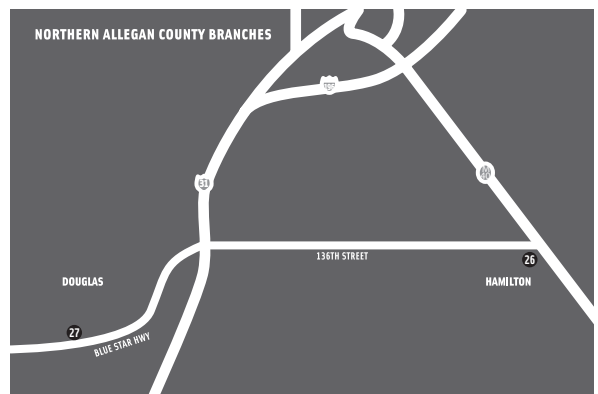 NORTHERN ALLEGAN COUNTY BRANCHES
31
136TH STREET
26
DOUGLAS
HAMILTON
27
BLUE STAR HWY